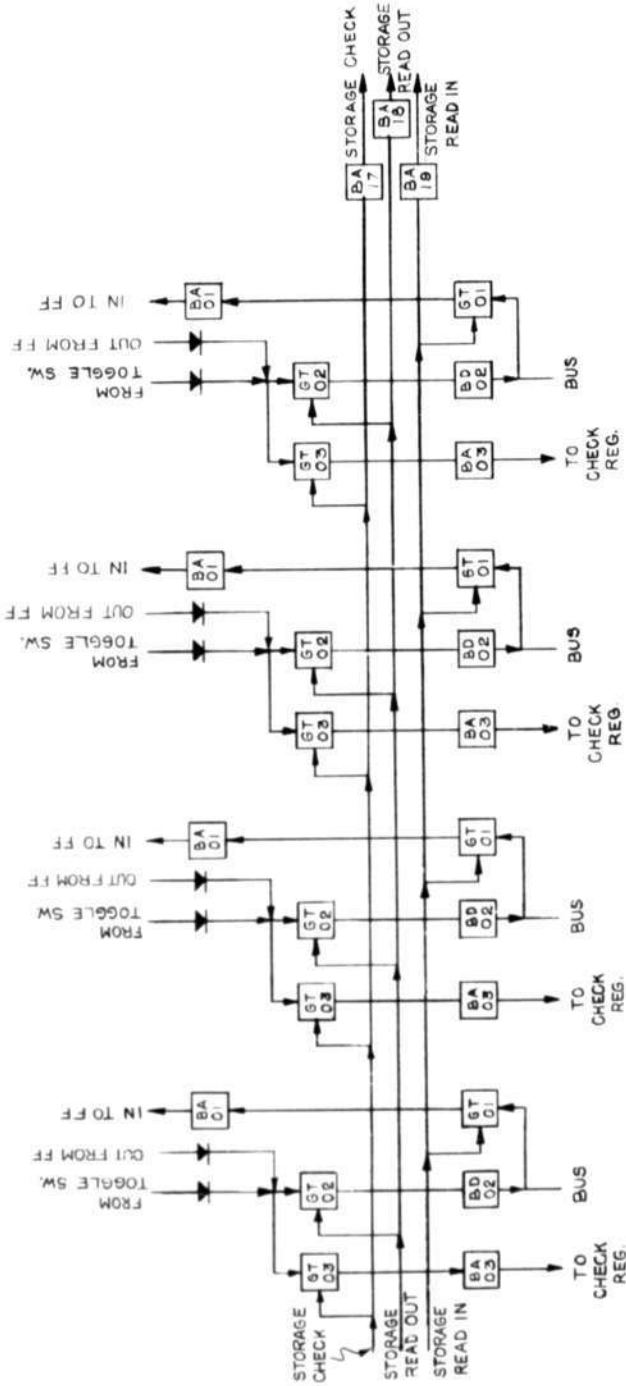 STORAGE
CHECK
STORAGE
READ OUT
STORAGE
READ IN
FROM
TOGGLE SW.
OUT FROM FF
IN TO FF
BA
01
GT
03
GT
02
BA
03
BD
02
GT
01
TO
CHECK
REG.
BUS
FROM
TOGGLE SW.
OUT FROM FF
IN TO FF
BA
01
GT
03
GT
02
BA
03
BD
02
GT
01
TO
CHECK
REG.
BUS
FROM
TOGGLE SW.
OUT FROM FF
IN TO FF
BA
01
GT
03
GT
02
BA
03
BD
02
GT
01
TO
CHECK
REG.
BUS
FROM
TOGGLE SW.
OUT FROM FF
IN TO FF
BA
01
GT
03
GT
02
BA
03
BD
02
GT
01
TO
CHECK
REG.
BUS
BA
17
STORAGE CHECK
BA
18
STORAGE
READ OUT
BA
19
STORAGE
READ IN